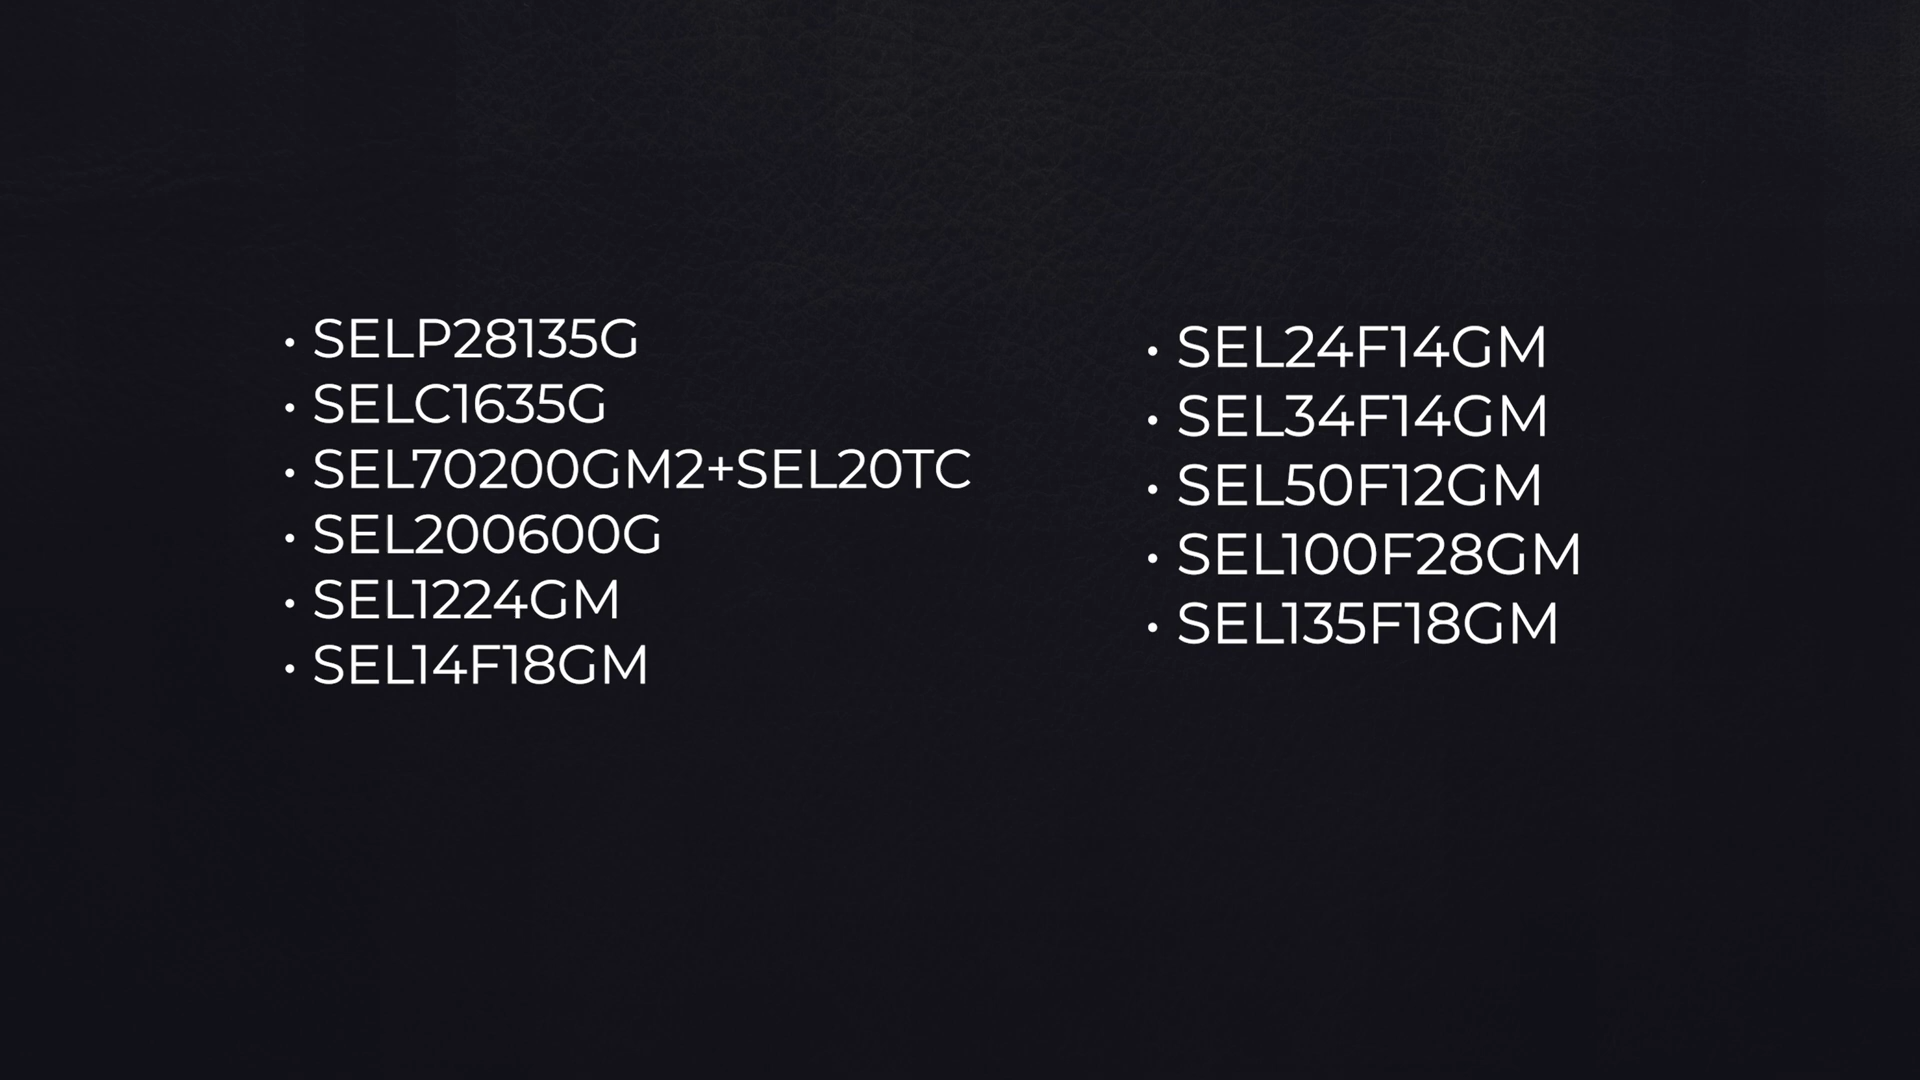 • SELP28135G
• SELC1635G
• SEL70200GM2+SEL20TC
• SEL200600G
• SEL1224GM
• SEL14F18GM
• SEL24F14GM
• SEL34F14GM
• SEL50F12GM
• SEL100F28GM
• SEL135F18GM